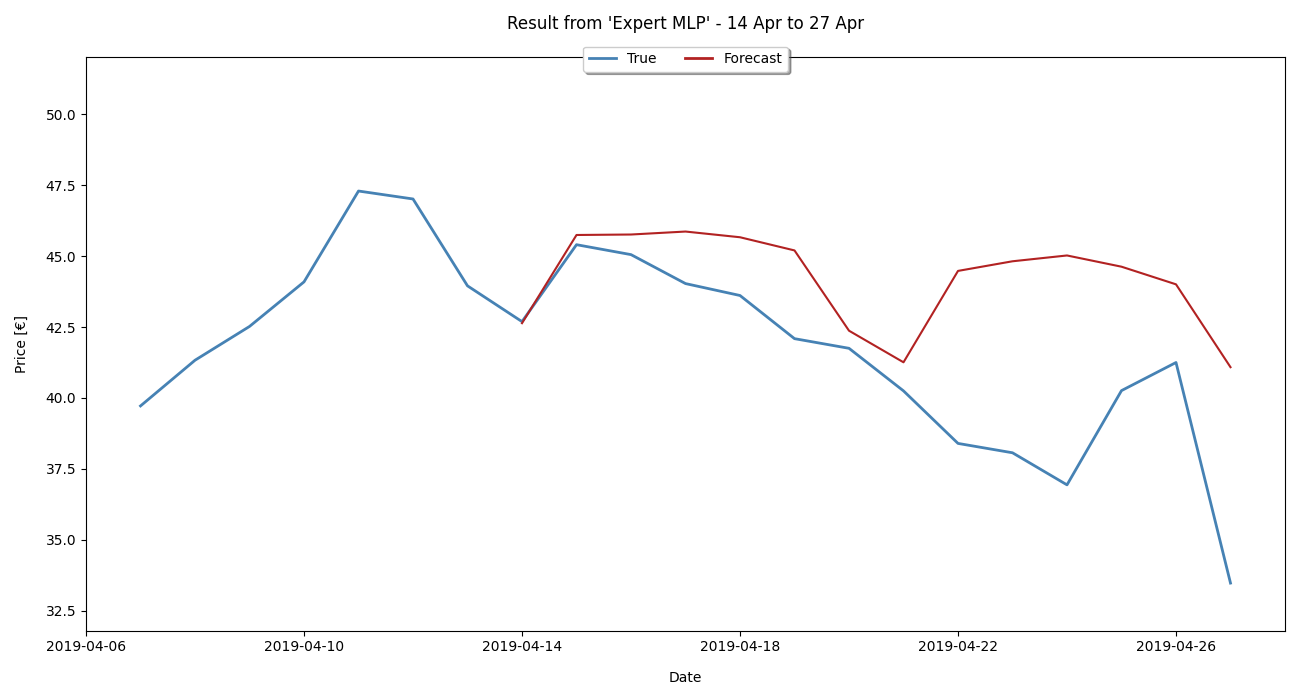 Result from 'Expert MLP' - 14 Apr to 27 Apr
True Forecast
Price [€]
50.0
47.5
45.0
42.5
40.0
37.5
35.0
32.5
2019-04-06 2019-04-10 2019-04-14 2019-04-18 2019-04-22 2019-04-26
Date